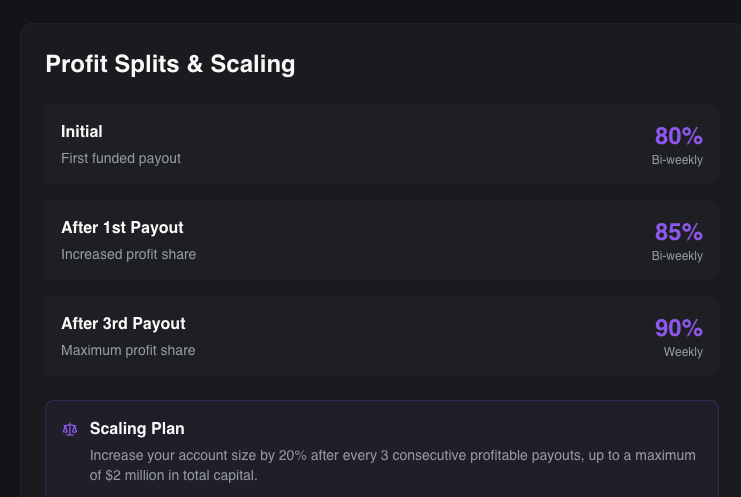 Profit Splits & Scaling
Initial
80%
First funded payout
Bi-weekly
After 1st Payout
85%
Increased profit share
Bi-weekly
After 3rd Payout
90%
Maximum profit share
Weekly
Scaling Plan
Increase your account size by 20% after every 3 consecutive profitable payouts, up to a maximum
of $2 million in total capital.